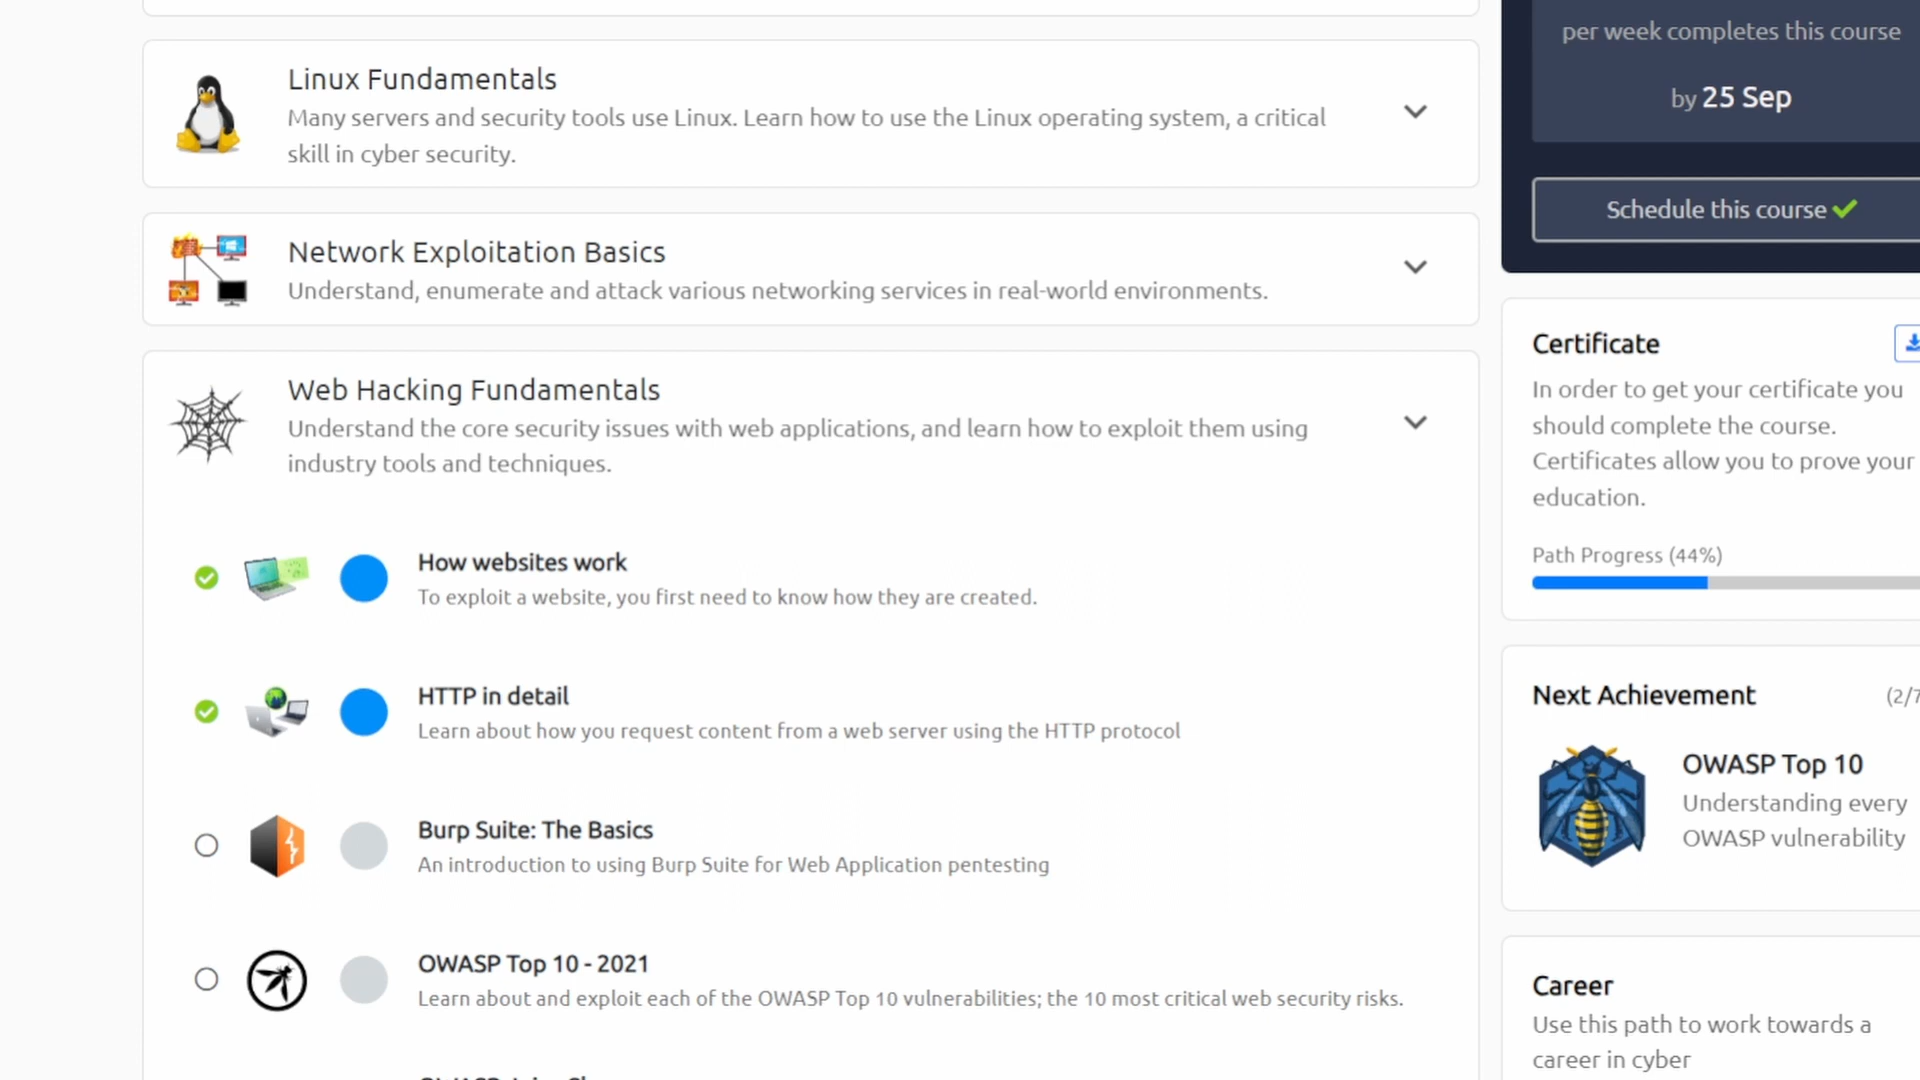 Linux Fundamentals
Many servers and security tools use Linux. Learn how to use the Linux operating system, a critical
skill in cyber security.
Network Exploitation Basics
Understand, enumerate and attack various networking services in real-world environments.
Web Hacking Fundamentals
Understand the core security issues with web applications, and learn how to exploit them using
industry tools and techniques.
How websites work
To exploit a website, you first need to know how they are created.
HTTP in detail
Learn about how you request content from a web server using the HTTP protocol
Burp Suite: The Basics
An introduction to using Burp Suite for Web Application pentesting
OWASP Top 10 - 2021
Learn about and exploit each of the OWASP Top 10 vulnerabilities; the 10 most critical web security risks.
per week completes this course
by 25 Sep
Schedule this course
Certificate
In order to get your certificate you
should complete the course.
Certificates allow you to prove your
education.
Path Progress (44%)
Next Achievement
(2/7
OWASP Top 10
Understanding every
OWASP vulnerability
Career
Use this path to work towards a
career in cyber